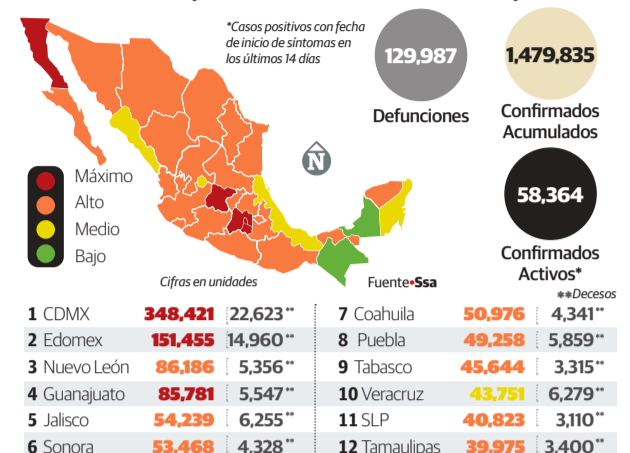 *Casos positivos con fecha
de inicio de síntomas en
los últimos 14 días
129,987
Defunciones
1,479,835
Confirmados
Acumulados
58,364
Confirmados
Activos*
N
Máximo
Alto
Medio
Bajo
Cifras en unidades
Fuente•Ssa
**Decesos
1 CDMX 348,421 22,623**
2 Edomex 151,455 14,960**
3 Nuevo León 86,186 5,356**
4 Guanajuato 85,781 5,547**
5 Jalisco 54,239 6,255**
6 Sonora 53,468 4,328**
7 Coahuila 50,976 4,341**
8 Puebla 49,258 5,859**
9 Tabasco 45,644 3,315**
10 Veracruz 43,751 6,279**
11 SLP 40,823 3,110**
12 Tamaulipas 39,975 3,400**